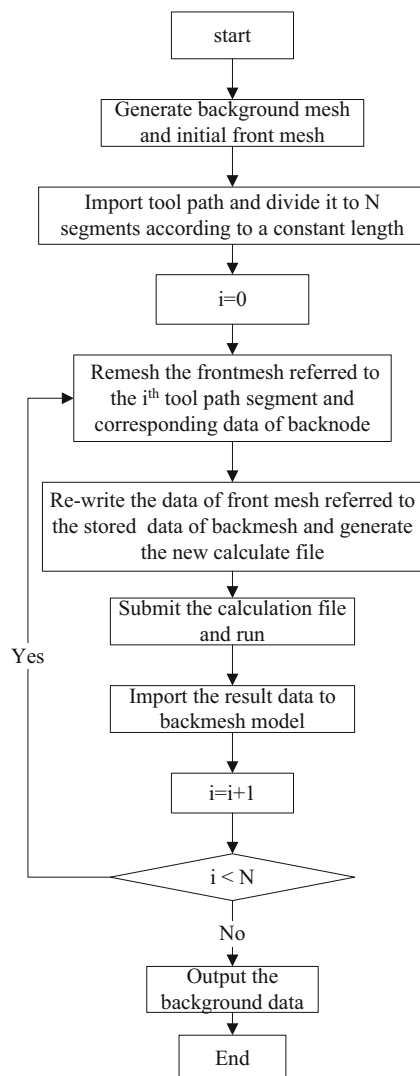 start
Generate background mesh
and initial front mesh
Import tool path and divide it to N
segments according to a constant length
i=0
Remesh the frontmesh referred to
the iᵗʰ tool path segment and
corresponding data of backnode
Re-write the data of front mesh referred to
the stored data of backmesh and generate
the new calculate file
Submit the calculation file
and run
Yes
Import the result data to
backmesh model
i=i+1
i < N
No
Output the
background data
End